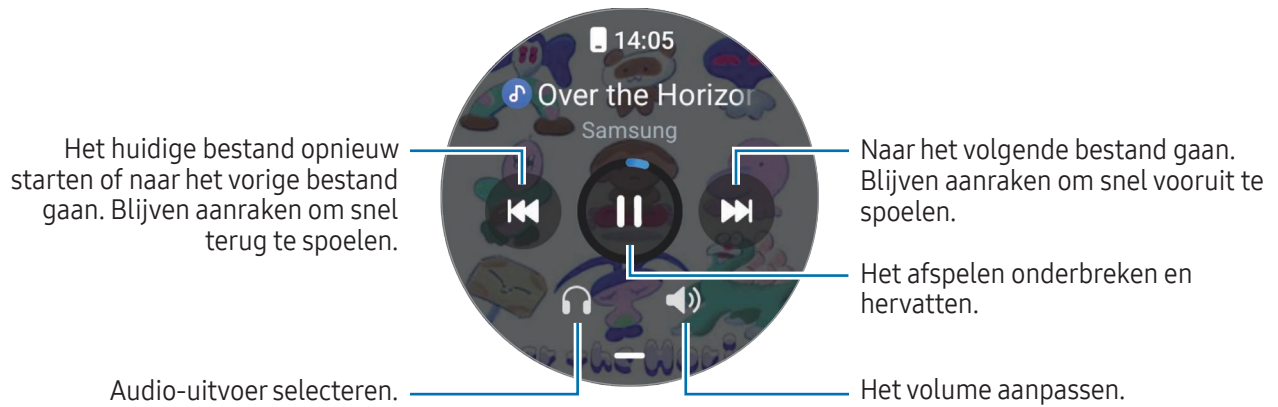 14:05
Over the Horizor
Samsung
Het huidige bestand opnieuw
starten of naar het vorige bestand
gaan. Blijven aanraken om snel
terug te spoelen.
Naar het volgende bestand gaan.
Blijven aanraken om snel vooruit te
spoelen.
Het afspelen onderbreken en
hervatten.
Audio-uitvoer selecteren.
Het volume aanpassen.